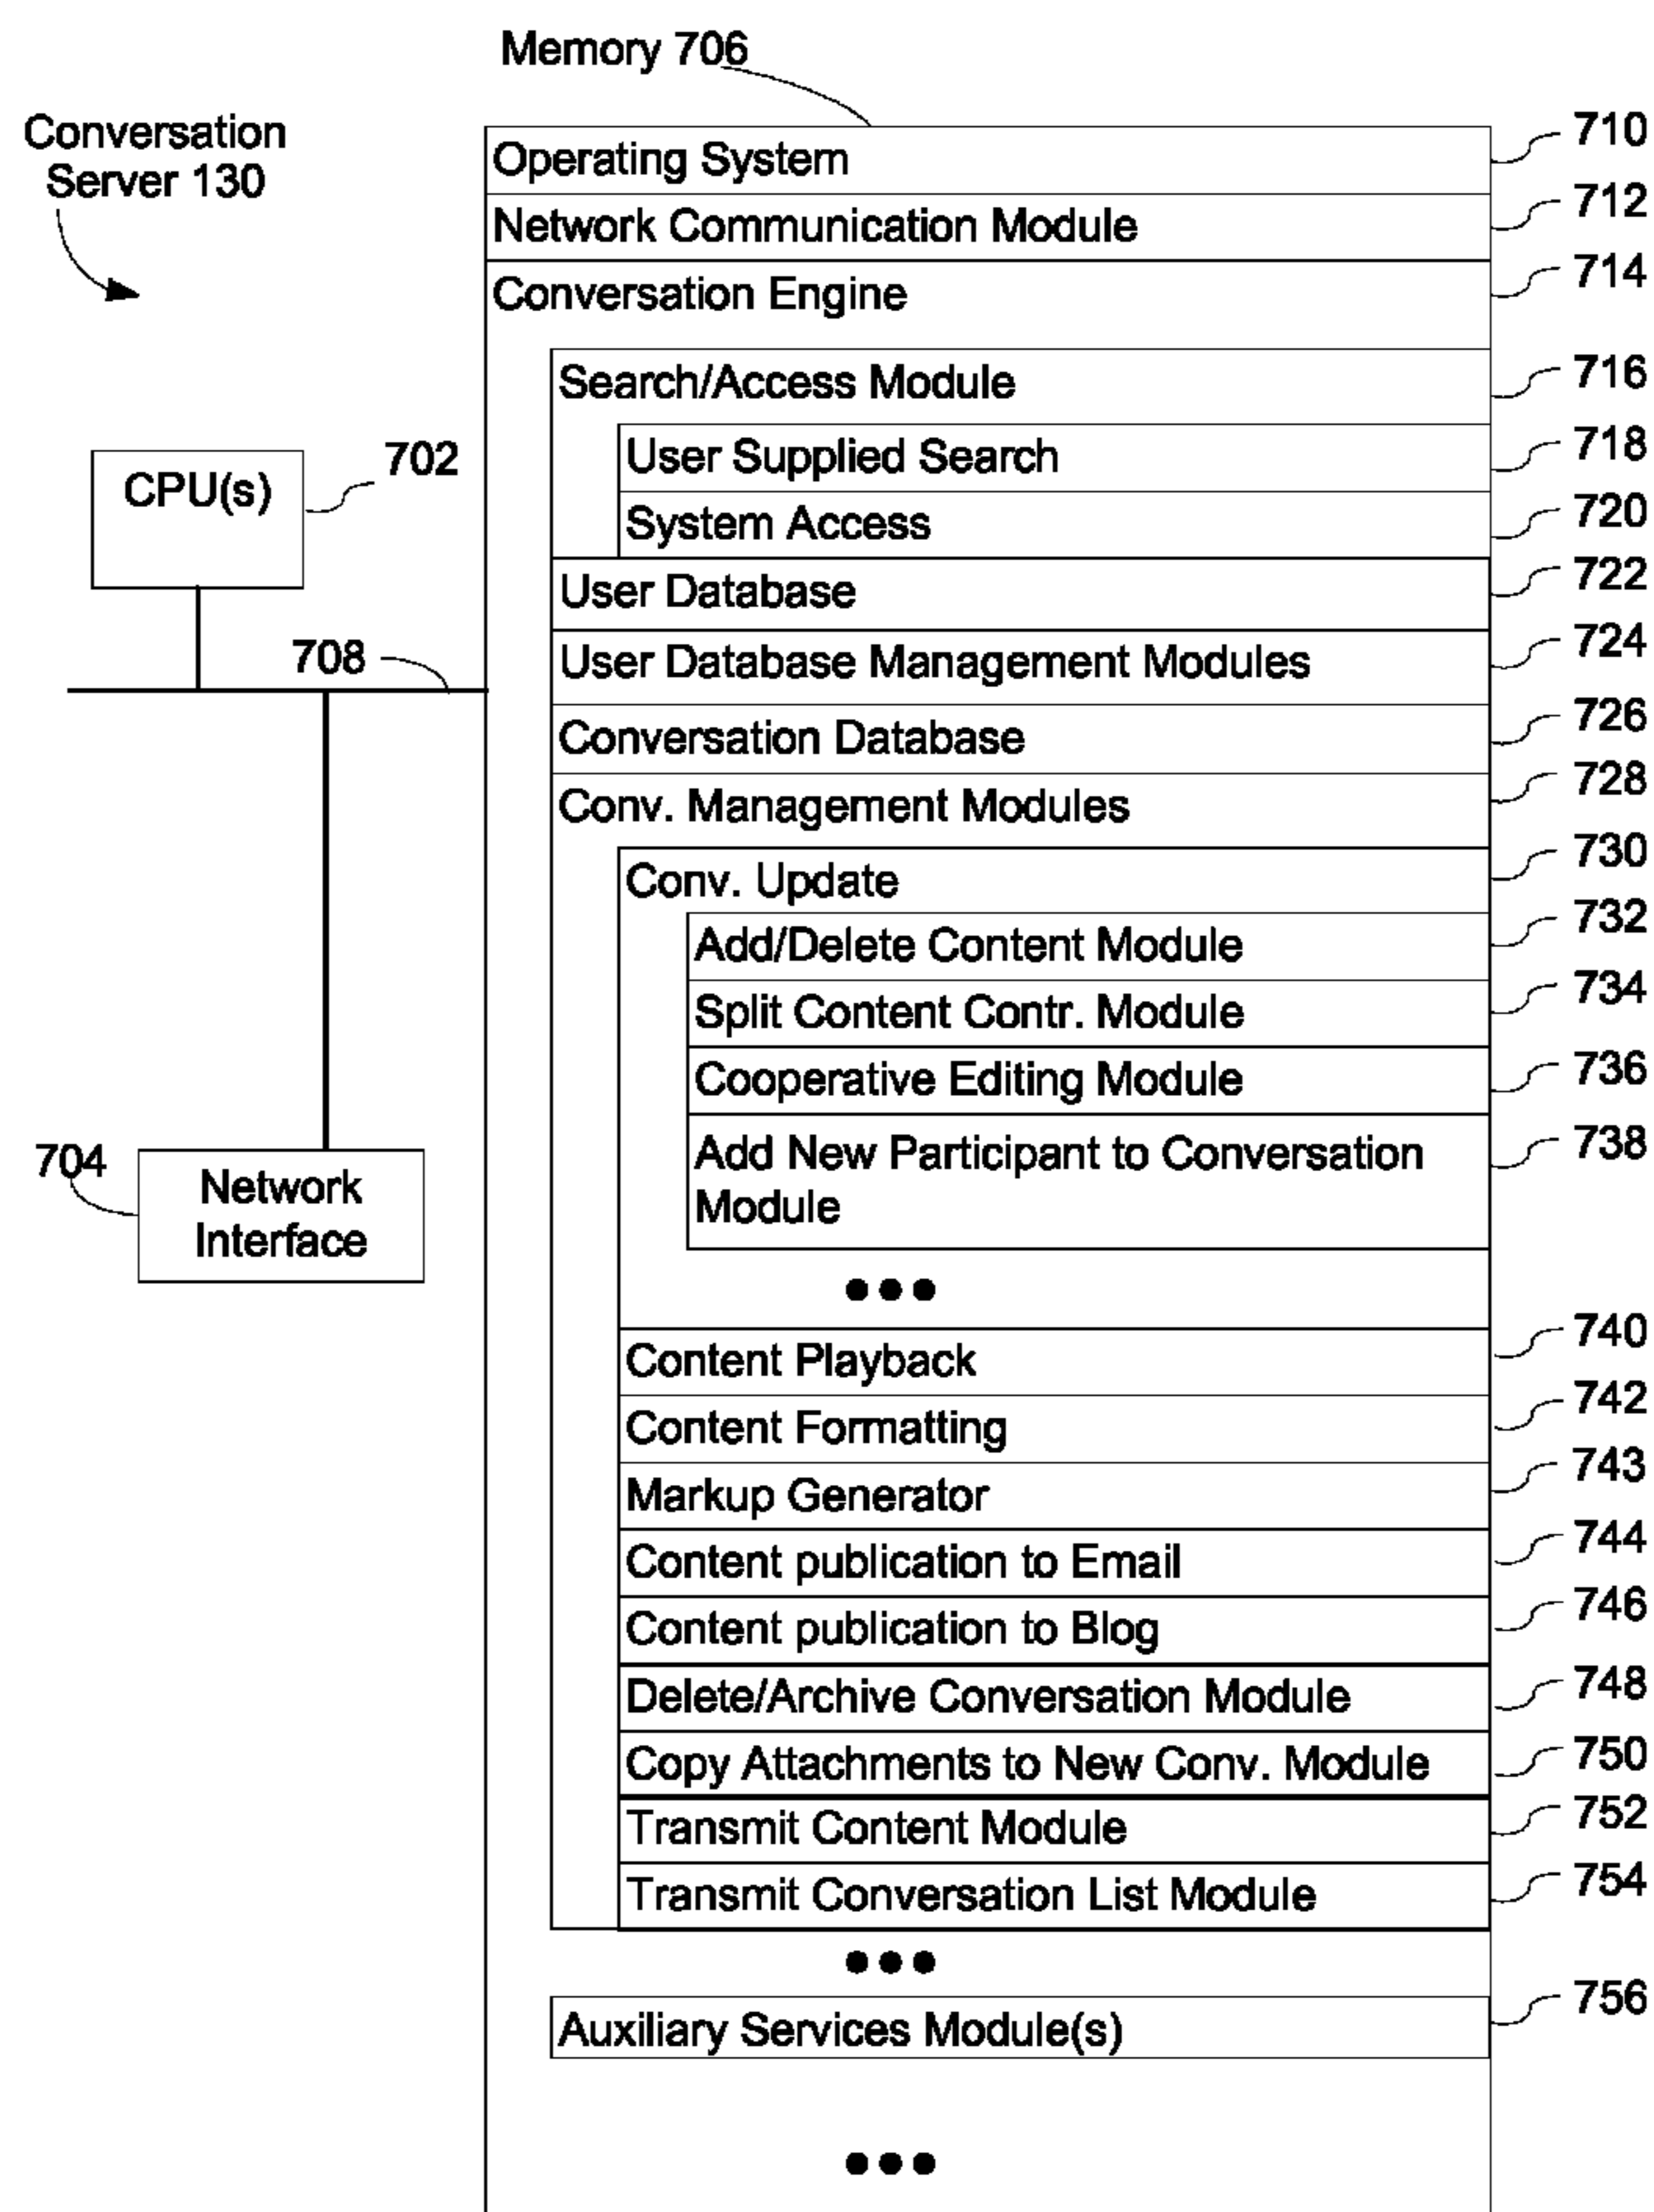 Memory 706
Conversation
Server 130
Operating System
710
Network Communication Module
712
Conversation Engine
714
Search/Access Module
716
User Supplied Search
718
System Access
720
CPU(s)
702
User Database
722
708
User Database Management Modules
724
Conversation Database
726
Conv. Management Modules
728
Conv. Update
730
Add/Delete Content Module
732
Split Content Contr. Module
734
Cooperative Editing Module
736
Add New Participant to Conversation
Module
738
704
Network
Interface
Content Playback
740
Content Formatting
742
Markup Generator
743
Content publication to Email
744
Content publication to Blog
746
Delete/Archive Conversation Module
748
Copy Attachments to New Conv. Module
750
Transmit Content Module
752
Transmit Conversation List Module
754
Auxiliary Services Module(s)
756